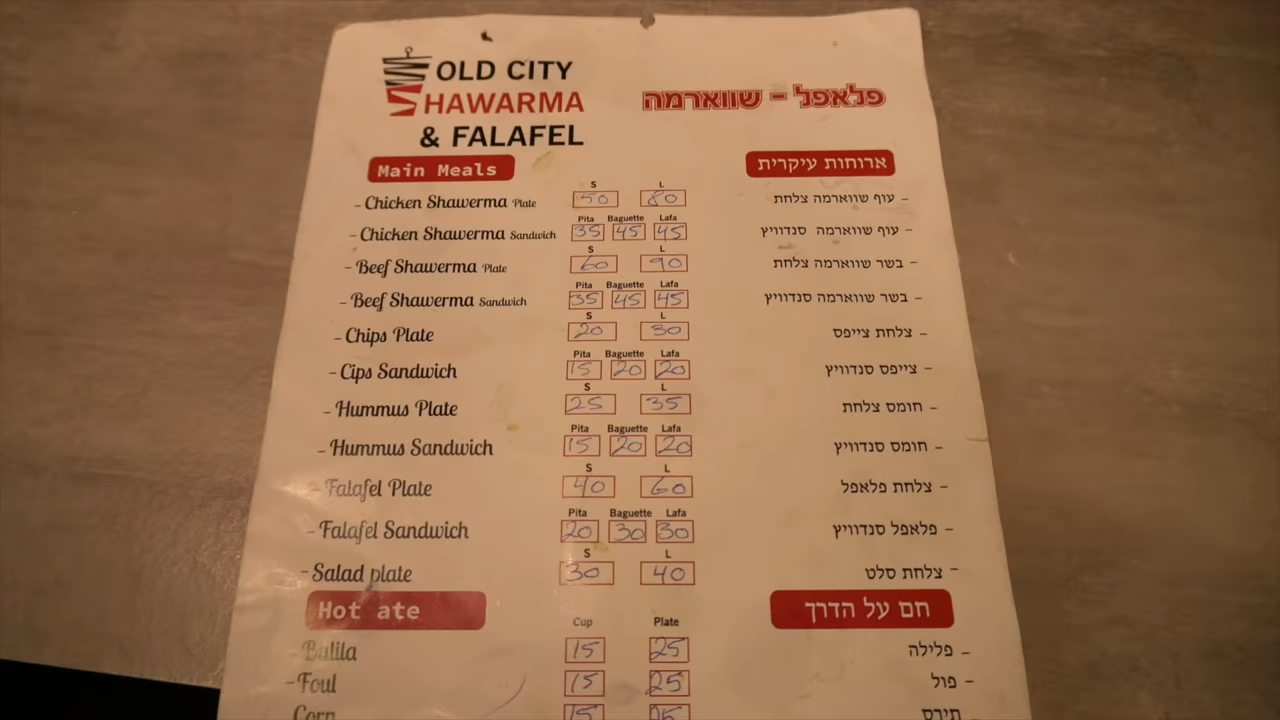 OLD CITY
SHAWARMA
& FALAFEL
פלאפל - שווארמה
Main Meals
ארוחות עיקרית
S L
- Chicken Shawerma Plate 50 80 עוף שווארמה צלחת -
Pita Baguette Lafa
- Chicken Shawerma Sandwich 35 45 45 עוף שווארמה סנדוויץ -
S L
- Beef Shawerma Plate 60 90 בשר שווארמה צלחת -
Pita Baguette Lafa
- Beef Shawerma Sandwich 35 45 45 בשר שווארמה סנדוויץ -
S L
- Chips Plate 20 30 צלחת צייפס -
Pita Baguette Lafa
- Cips Sandwich 15 20 20 צייפס סנדוויץ -
S L
- Hummus Plate 25 35 חומס צלחת -
Pita Baguette Lafa
- Hummus Sandwich 15 20 20 חומס סנדוויץ -
S L
- Falafel Plate 40 60 צלחת פלאפל -
Pita Baguette Lafa
- Falafel Sandwich 20 30 30 פלאפל סנדוויץ -
S L
- Salad plate 30 40 צלחת סלט -
Hot ate חם על הדרך
Cup Plate
- Balila 15 25 פלילה -
- Foul 15 25 פול -
Corn 15 25 תירס